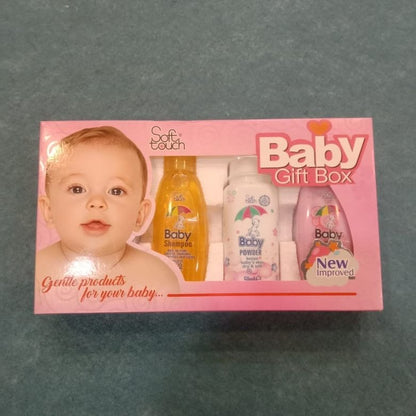 Soft
touch
Baby
Gift Box
Baby
Shampoo
Baby
POWDER
Baby
New
Improved
Gentle products
for your baby...